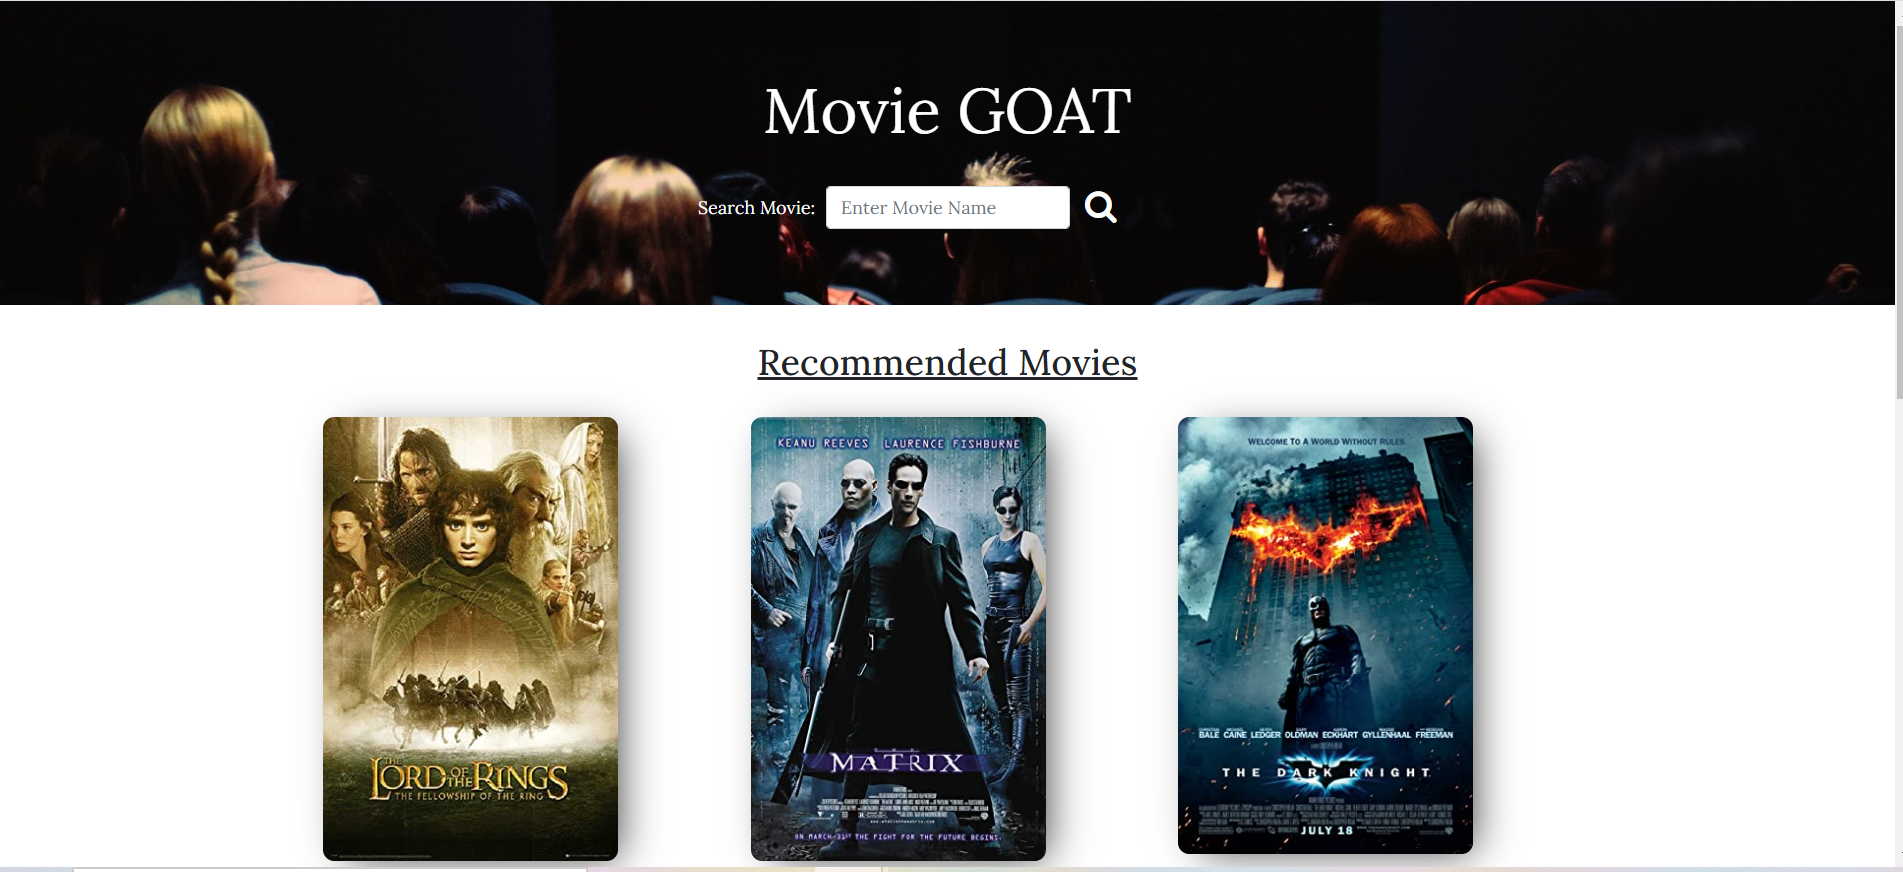 Movie GOAT
Search Movie:
Enter Movie Name
Recommended Movies
THE
LORD OF THE RINGS
THE FELLOWSHIP OF THE RING
KEANU REEVES LAURENCE FISHBURNE
THE
MATRIX
ON MARCH 31ST THE FIGHT FOR THE FUTURE BEGINS.
WELCOME TO A WORLD WITHOUT RULES.
BALE CAINE LEDGER OLDMAN ECKHART GYLLENHAAL FREEMAN
THE DARK KNIGHT
JULY 18